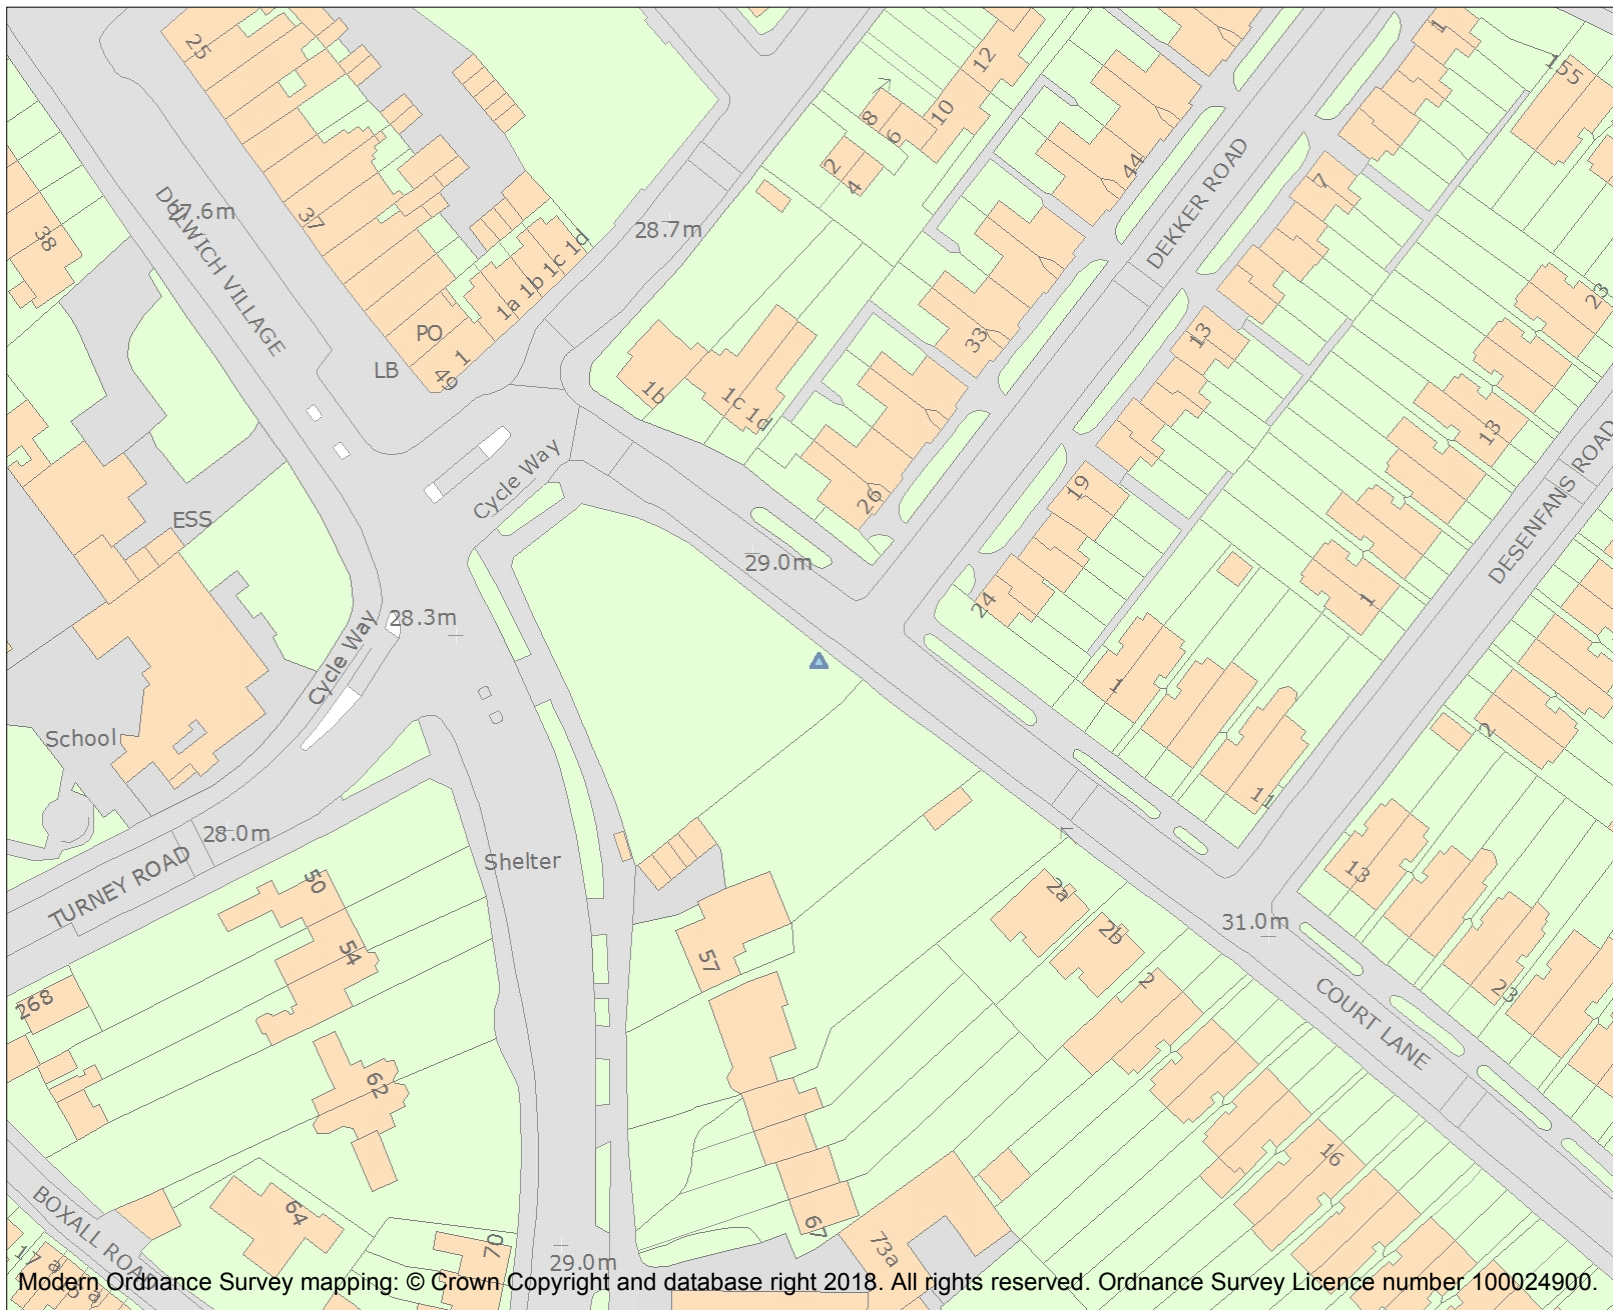 25
12
1
155
8
10
6
2
4
44
DEKKER ROAD
7
DULWICH VILLAGE
27.6m
37
38
28.7m
1a 1b 1c 1d
23
PO
LB
1
49
33
13
1b
1c 1d
13
DESENFANS ROAD
Cycle Way
19
26
ESS
29.0m
24
1
28.3m
Cycle Way
1
2
School
11
28.0m
TURNEY ROAD
Shelter
13
50
2a
31.0m
2b
54
57
2
23
268
COURT LANE
62
16
64
BOXALL ROAD
67
70
73a
17
29.0m
Modern Ordnance Survey mapping: © Crown Copyright and database right 2018. All rights reserved. Ordnance Survey Licence number 100024900.